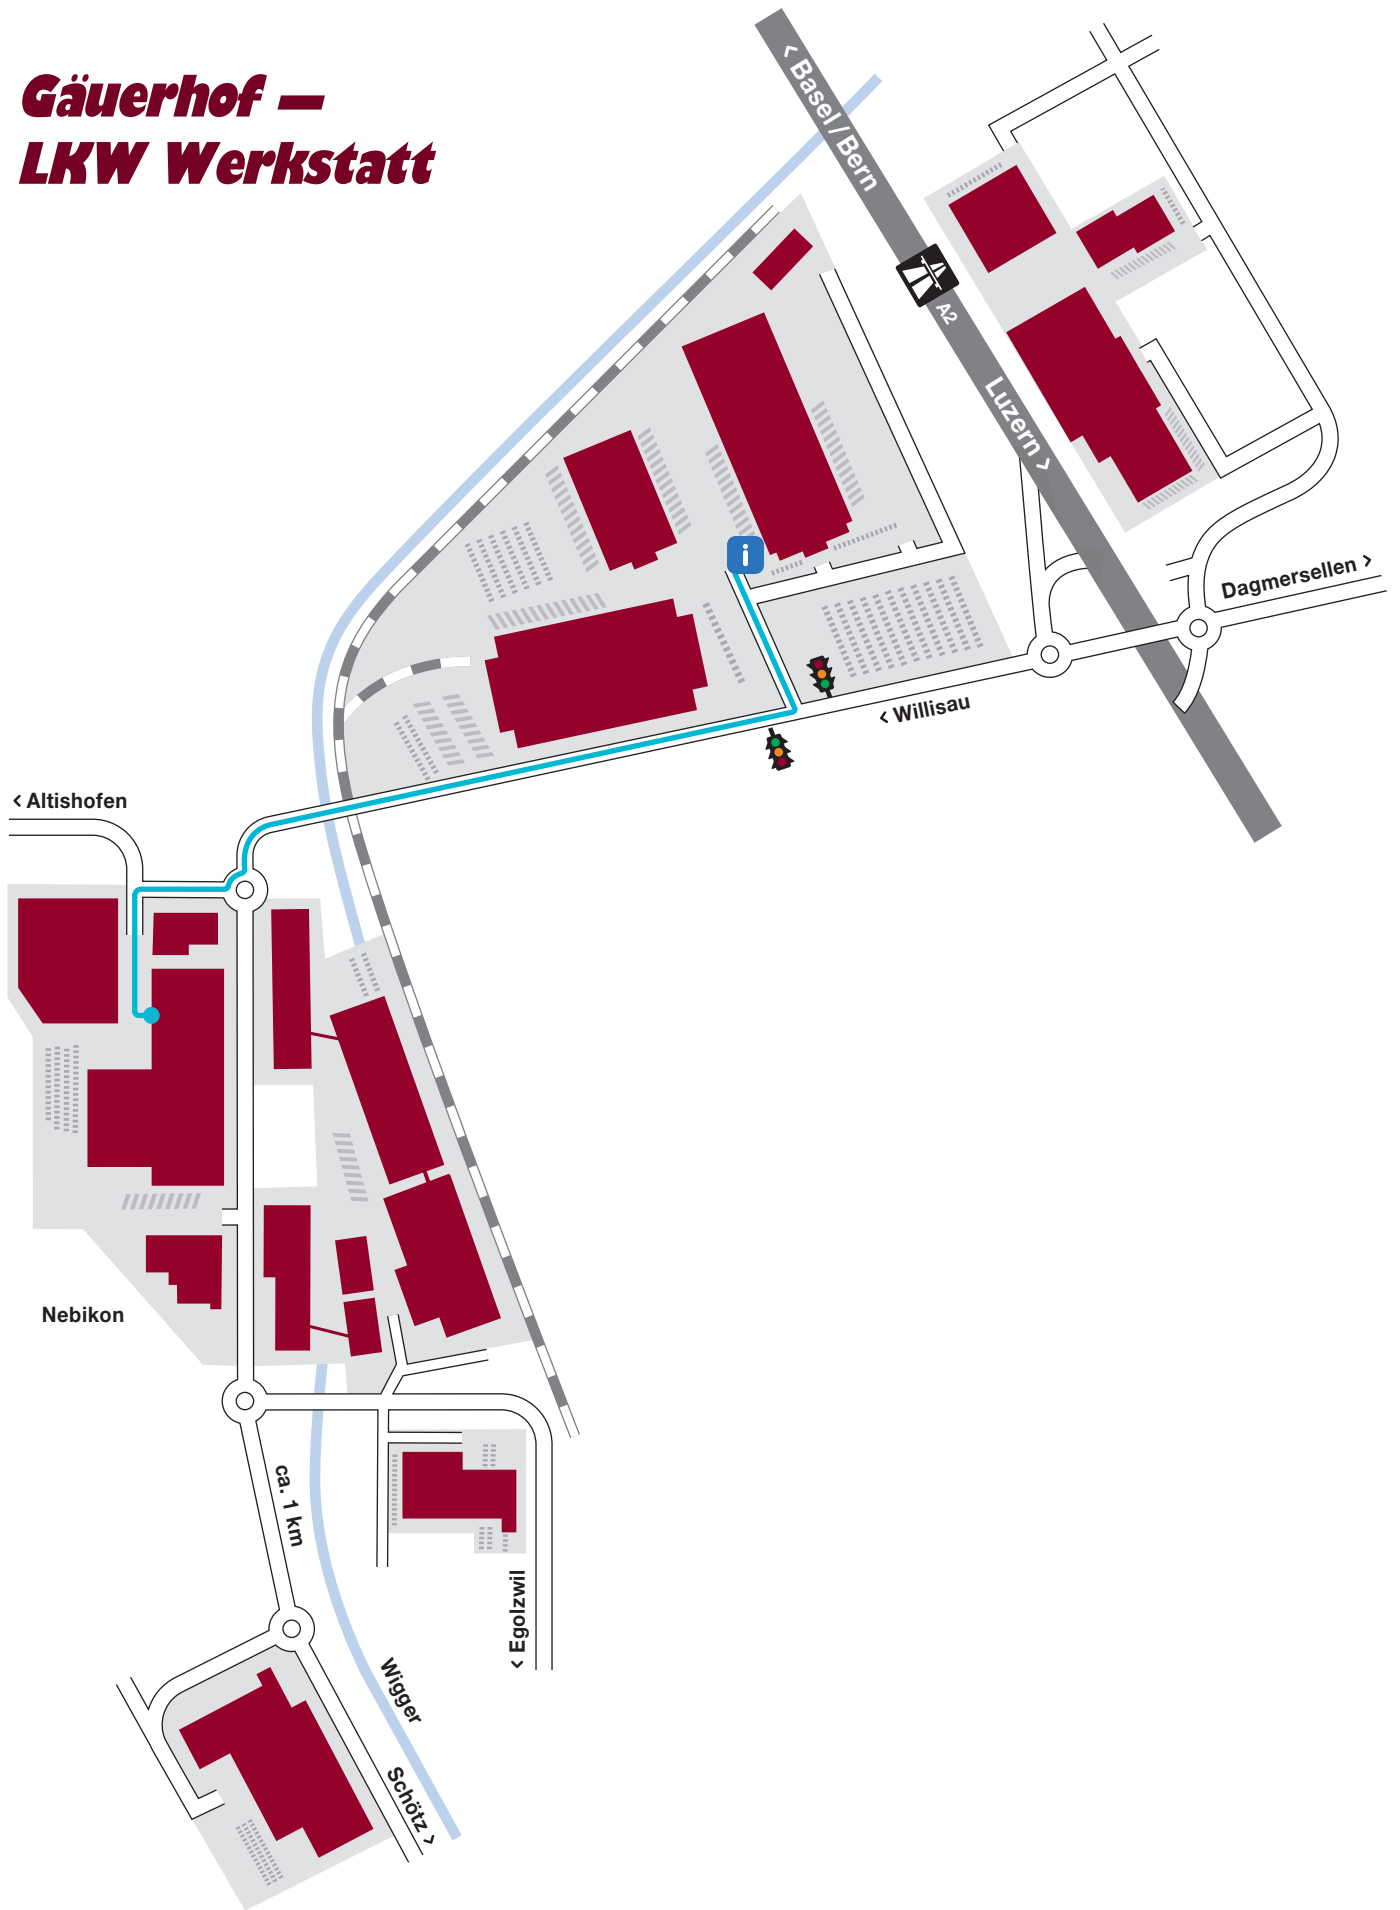 Gäuerhof –
LKW Werkstatt
< Basel/Bern
A2
Luzern >
Dagmersellen >
i
< Willisau
< Altishofen
Nebikon
ca. 1 km
< Egolzwil
Wigger
Schötz >